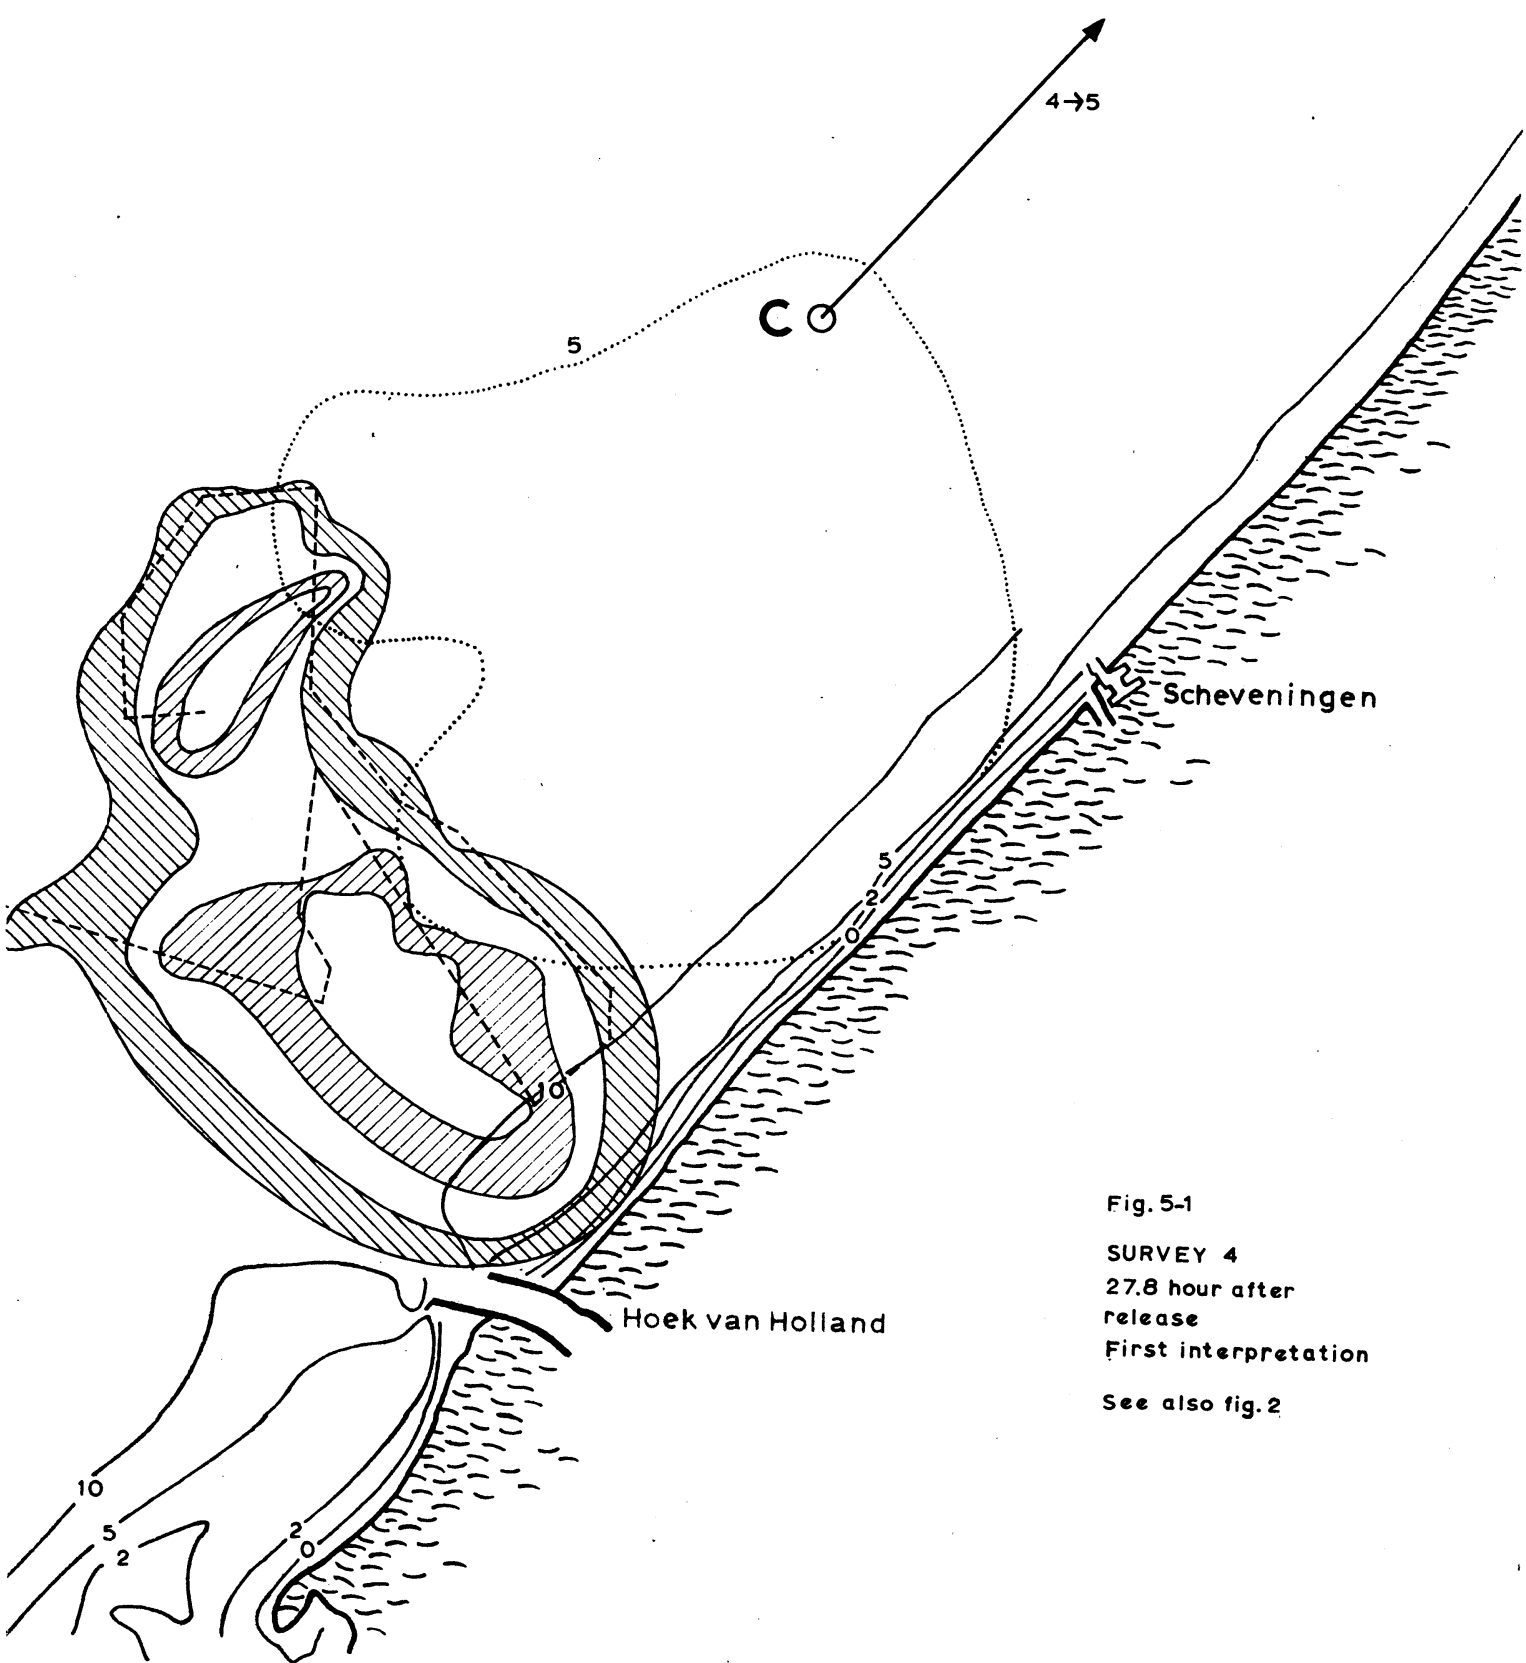 4→5
C
5
Scheveningen
5
2
0
10
Fig. 5-1
SURVEY 4
27.8 hour after
release
First interpretation
See also fig. 2
Hoek van Holland
10
5
2
2
0